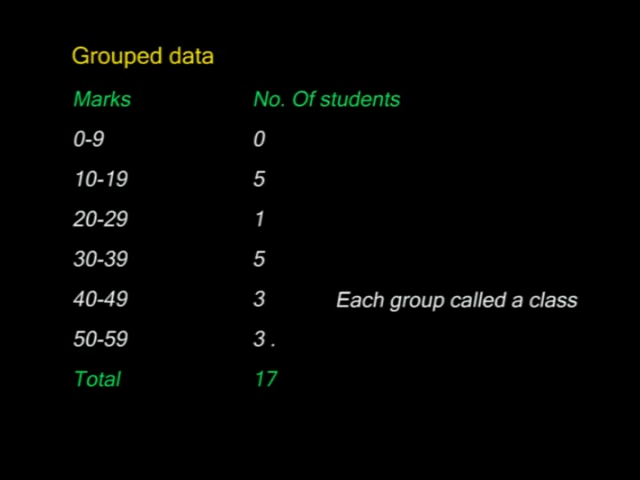 Grouped data
Marks No. Of students
0-9 0
10-19 5
20-29 1
30-39 5
40-49 3 Each group called a class
50-59 3 .
Total 17